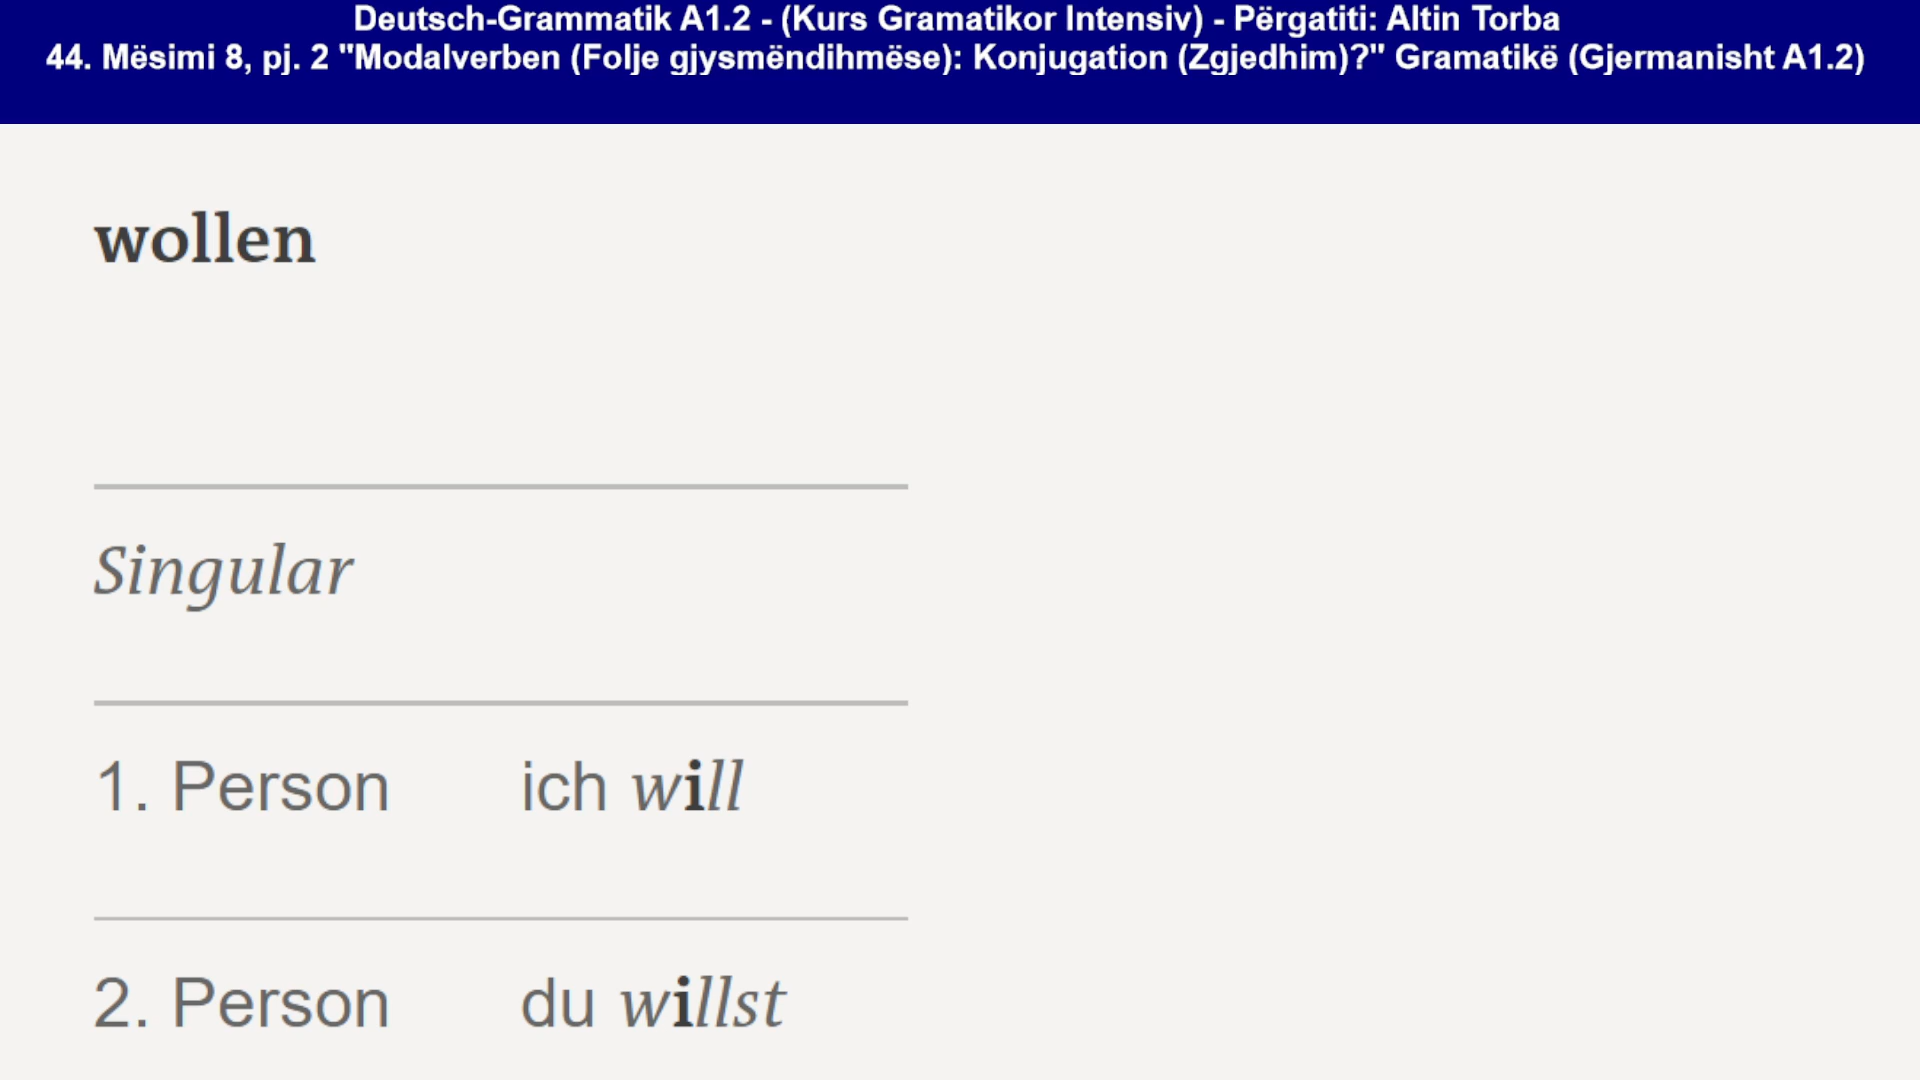 Deutsch-Grammatik A1.2 - (Kurs Gramatikor Intensiv) - Përgatiti: Altin Torba
44. Mësimi 8, pj. 2 "Modalverben (Folje gjysmëndihmëse): Konjugation (Zgjedhim)?" Gramatikë (Gjermanisht A1.2)
wollen
Singular
1. Person ich will
2. Person du willst